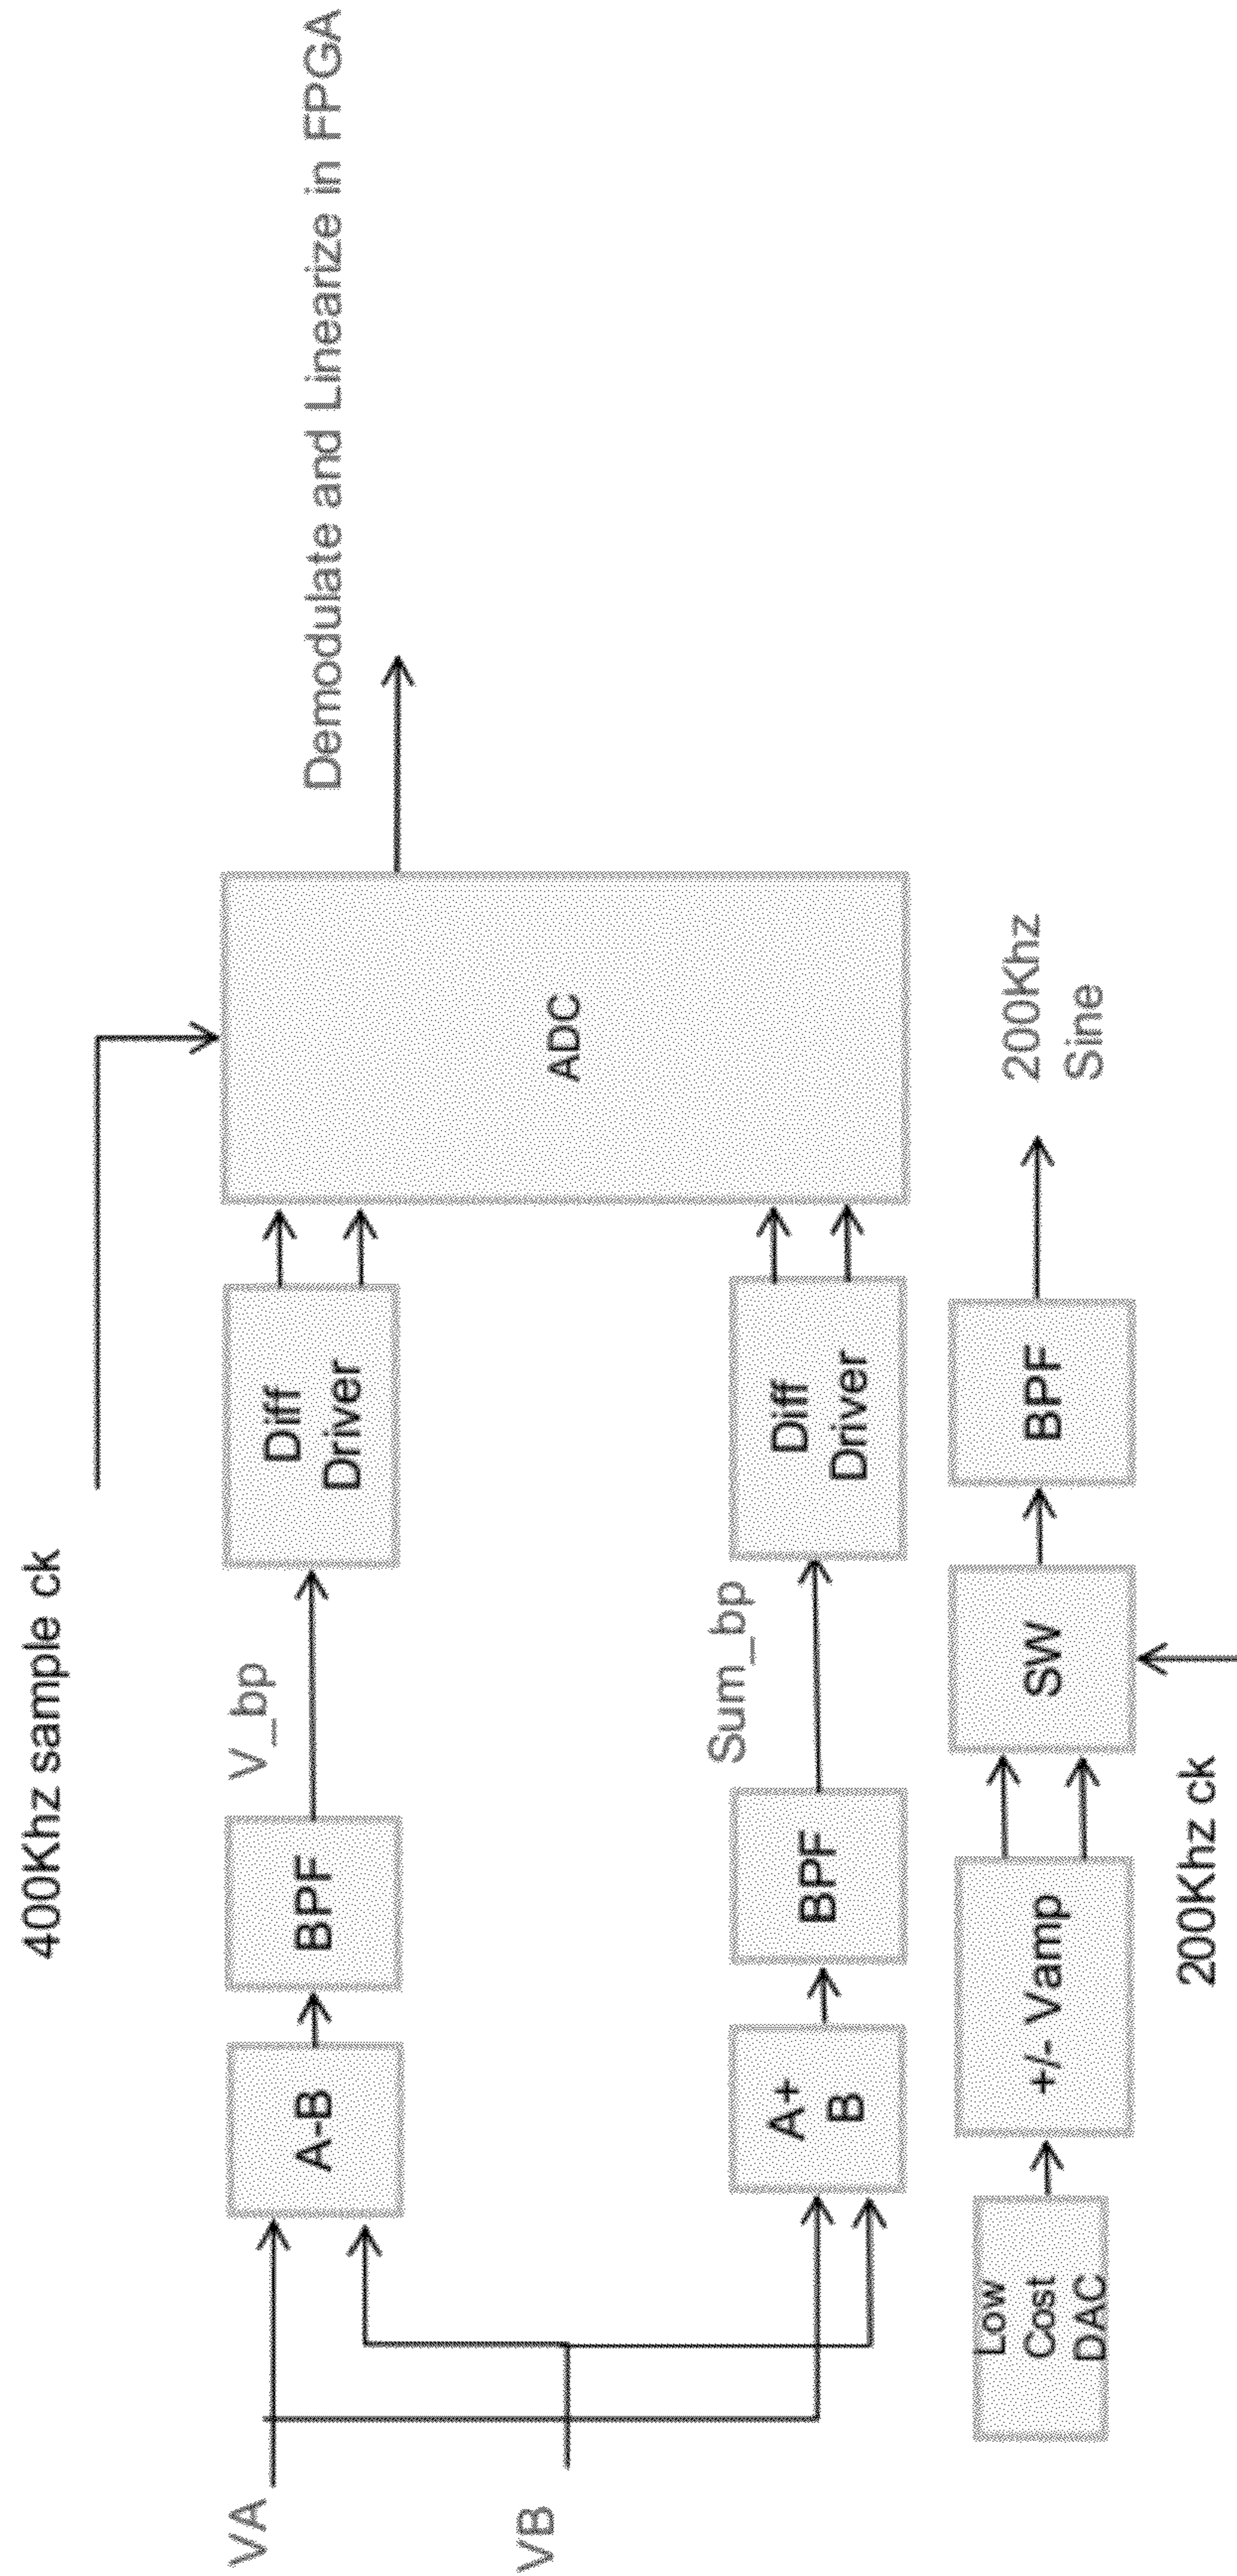 400Khz sample ck
VA
A-B
BPF
V_bp
Diff
Driver
Demodulate and Linearize in FPGA
ADC
VB
A+
B
BPF
Sum_bp
Diff
Driver
Low
Cost
DAC
+/- Vamp
SW
BPF
200Khz
Sine
200Khz ck